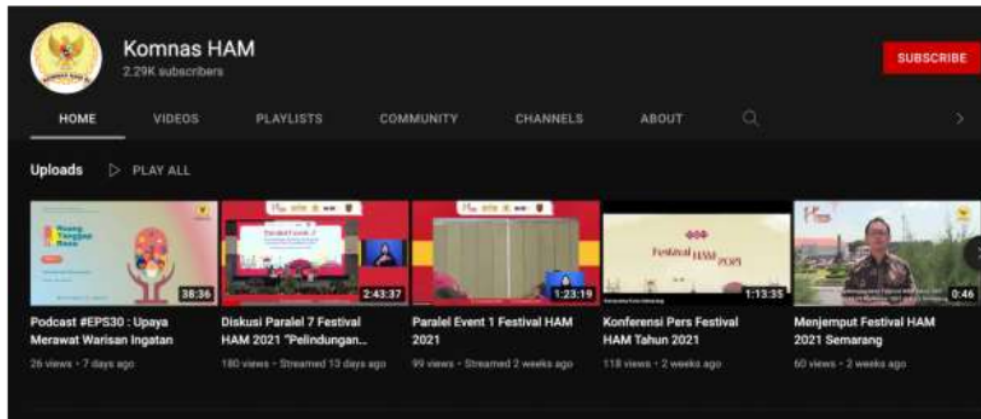 Komnas HAM
2.29K subscribers
SUBSCRIBE
HOME VIDEOS PLAYLISTS COMMUNITY CHANNELS ABOUT
Uploads PLAY ALL
Ruang
Tanggap
Rasa
38:36
Podcast #EPS30 : Upaya
Merawat Warisan Ingatan
26 views • 7 days ago
2:43:37
Diskusi Paralel 7 Festival
HAM 2021 "Pelindungan...
180 views • Streamed 13 days ago
1:23:19
Paralel Event 1 Festival HAM
2021
99 views • Streamed 2 weeks ago
Festival HAM 2021
1:13:35
Konferensi Pers Festival
HAM Tahun 2021
118 views • 2 weeks ago
0:46
Menjemput Festival HAM
2021 Semarang
60 views • 2 weeks ago